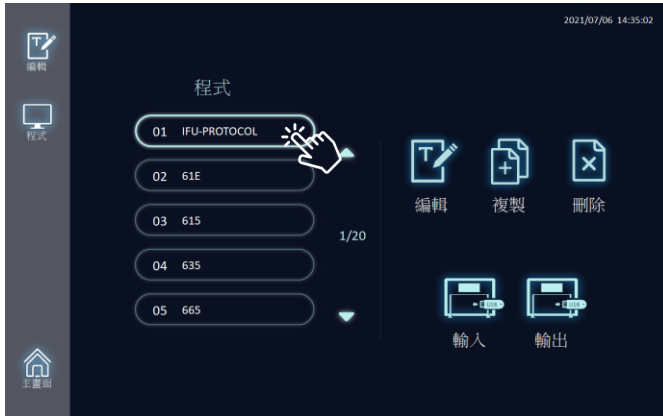 2021/07/06 14:35:02
編輯
程式
主畫面
程式
01 IFU-PROTOCOL
02 61E
03 615
04 635
05 665
1/20
T
編輯
複製
刪除
USB
輸入
USB
輸出